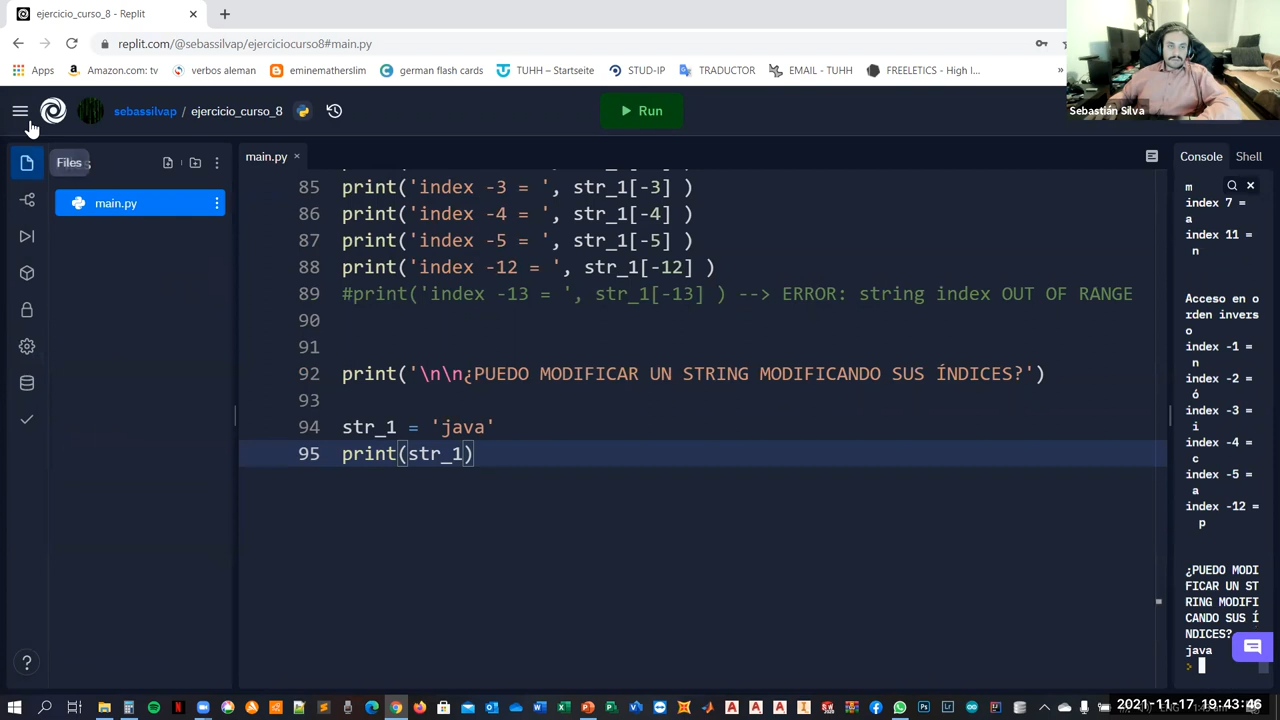 ejercicio_curso_8 - Replit
replit.com/@sebassilvap/ejerciciocurso8#main.py
Apps
Amazon.com: tv
verbos aleman
eminemathslim
german flash cards
TUHH – Startseite
STUD-IP
TRADUCTOR
EMAIL - TUHH
FREELETICS - High I...
»
Sebastián Silva
sebassilvap / ejercicio_curso_8
Run
Files
main.py
main.py
Console
Shell
85 print('index -3 = ', str_1[-3] )
86 print('index -4 = ', str_1[-4] )
87 print('index -5 = ', str_1[-5] )
88 print('index -12 = ', str_1[-12] )
89 #print('index -13 = ', str_1[-13] ) --> ERROR: string index OUT OF RANGE
90
91
92 print('\n\n¿PUEDO MODIFICAR UN STRING MODIFICANDO SUS ÍNDICES?')
93
94 str_1 = 'java'
95 print(str_1)
m
index 7 =
a
index 11 =
n
Acceso en o
rden invers
o
index -1 =
n
index -2 =
ó
index -3 =
i
index -4 =
c
index -5 =
a
index -12 =
p
¿PUEDO MODI
FICAR UN ST
RING MODIFI
CANDO SUS Í
NDICES?
java
>
?
2021-11-17 19:43:46